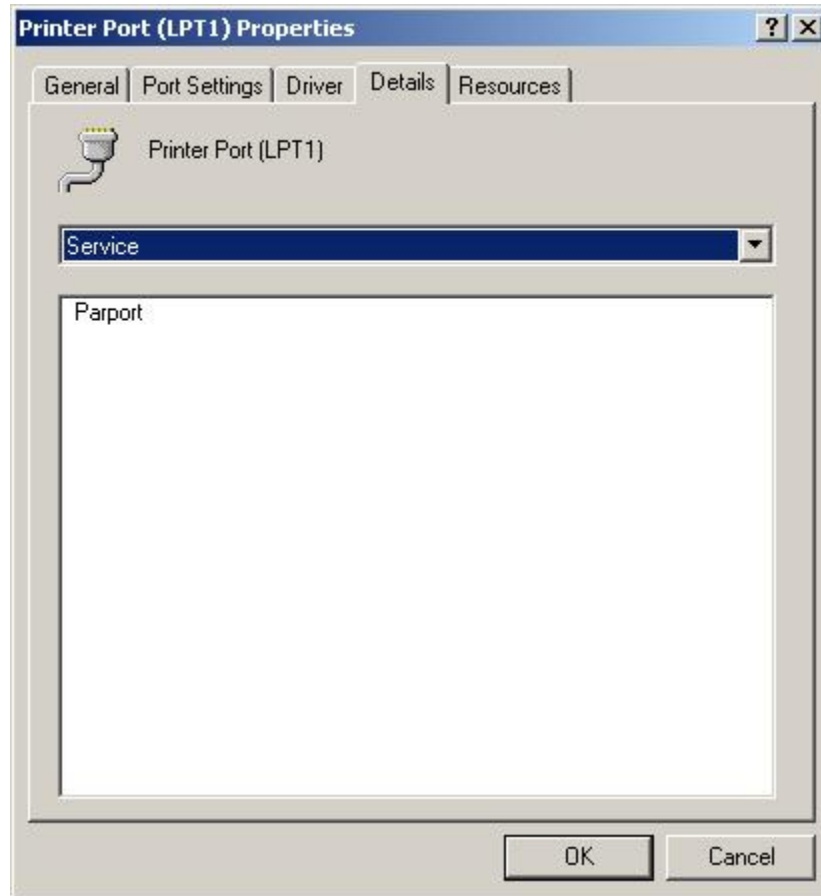 Printer Port (LPT1) Properties
General Port Settings Driver Details Resources
Printer Port (LPT1)
Service
Parport
OK Cancel